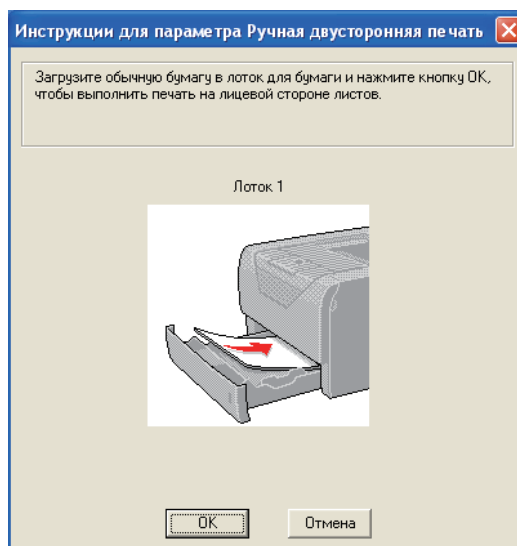 Инструкции для параметра Ручная двусторонняя печать
Загрузите обычную бумагу в лоток для бумаги и нажмите кнопку OK,
чтобы выполнить печать на лицевой стороне листов.
Лоток 1
OK
Отмена